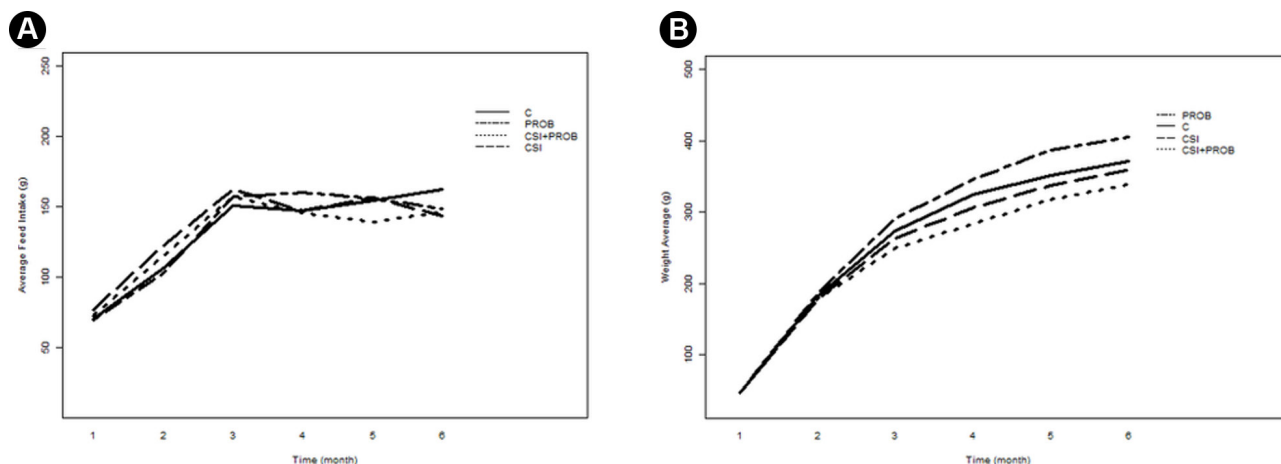 A
Average Feed Intake (g)
250
200
150
100
50
C
PROB
CSI+PROB
CSI
1 2 3 4 5 6
Time (month)
B
Weight Average (g)
500
400
300
200
100
PROB
C
CSI
CSI+PROB
1 2 3 4 5 6
Time (month)